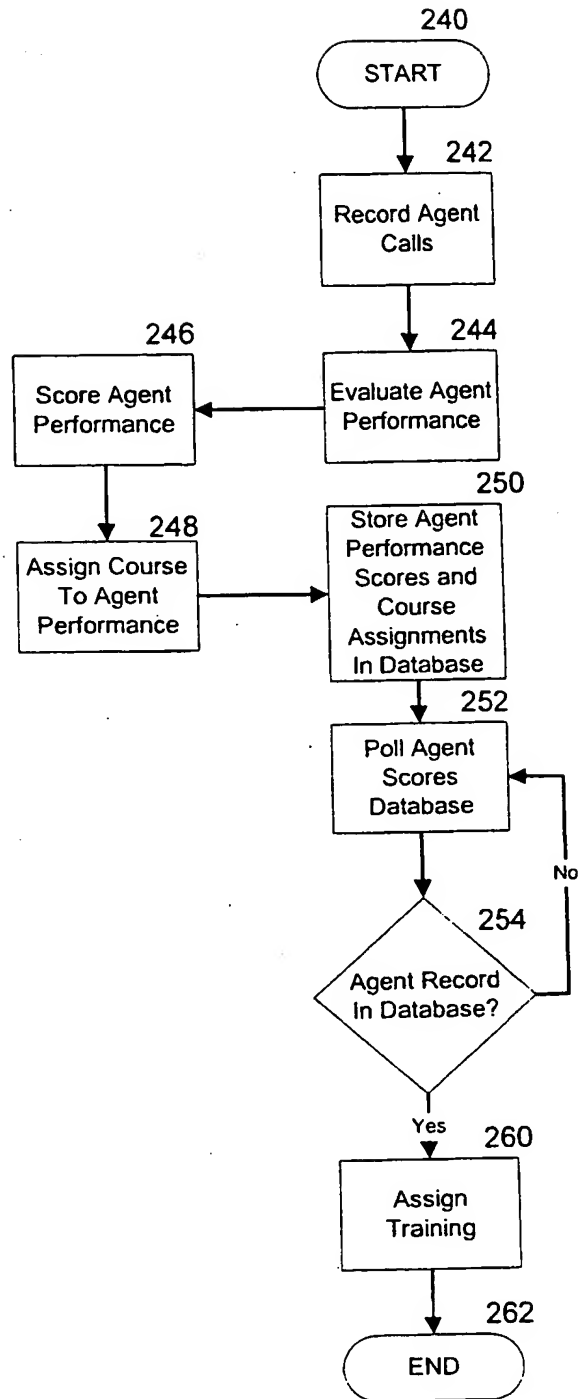 240
START
242
Record Agent
Calls
244
Evaluate Agent
Performance
246
Score Agent
Performance
248
Assign Course
To Agent
Performance
250
Store Agent
Performance
Scores and
Course
Assignments
In Database
252
Poll Agent
Scores
Database
No
254
Agent Record
In Database?
Yes
260
Assign
Training
262
END